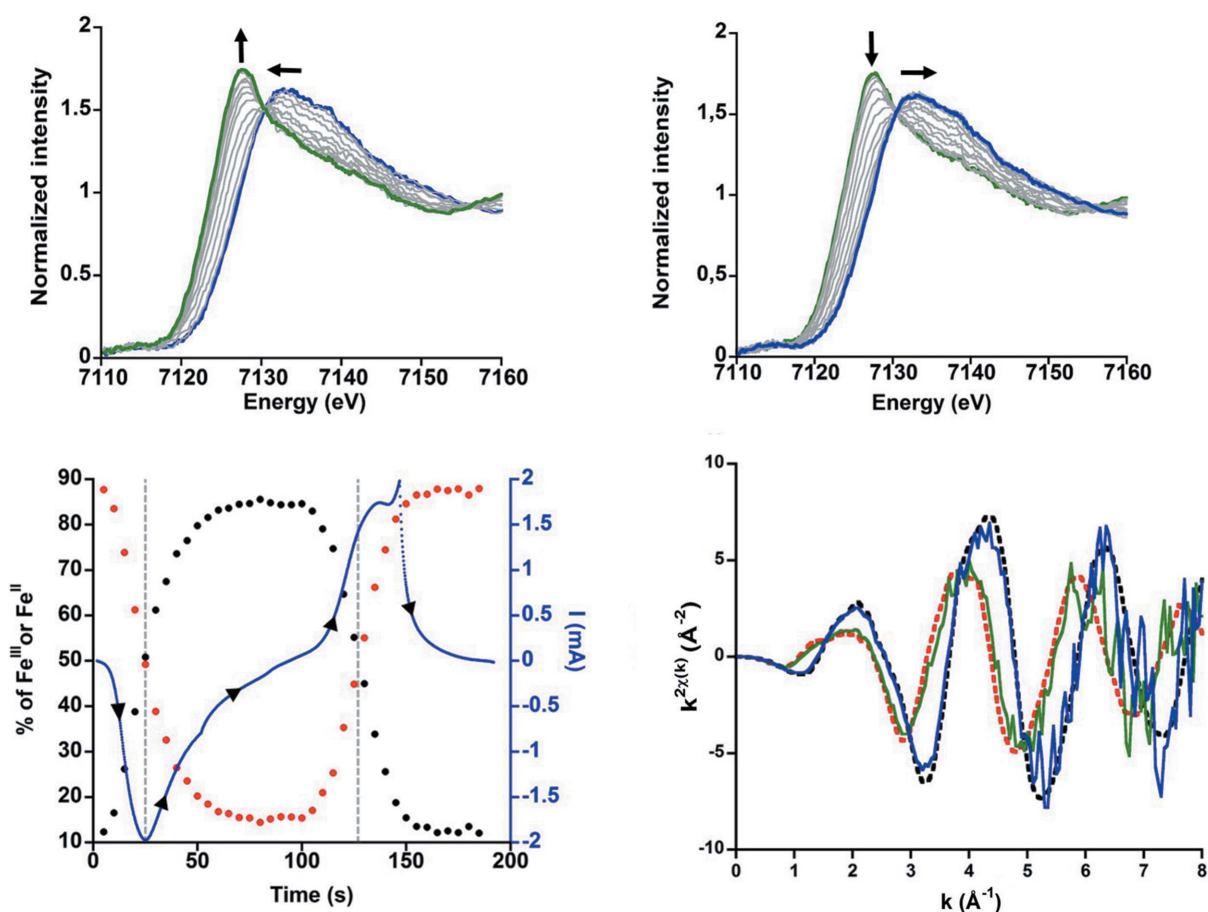 2
1.5
1
0.5
0
Normalized intensity
7110 7120 7130 7140 7150 7160
Energy (eV)
2
1.5
1
0,5
0
Normalized intensity
7110 7120 7130 7140 7150 7160
Energy (eV)
90
80
70
60
50
40
30
20
10
% of Feᴵᴵᴵ or Feᴵᴵ
2
1.5
1
0.5
0
-0.5
-1
-1.5
-2
I (mA)
0 50 100 150 200
Time (s)
10
5
0
-5
-10
k²χ(k) (Å⁻²)
0 1 2 3 4 5 6 7 8
k (Å⁻¹)